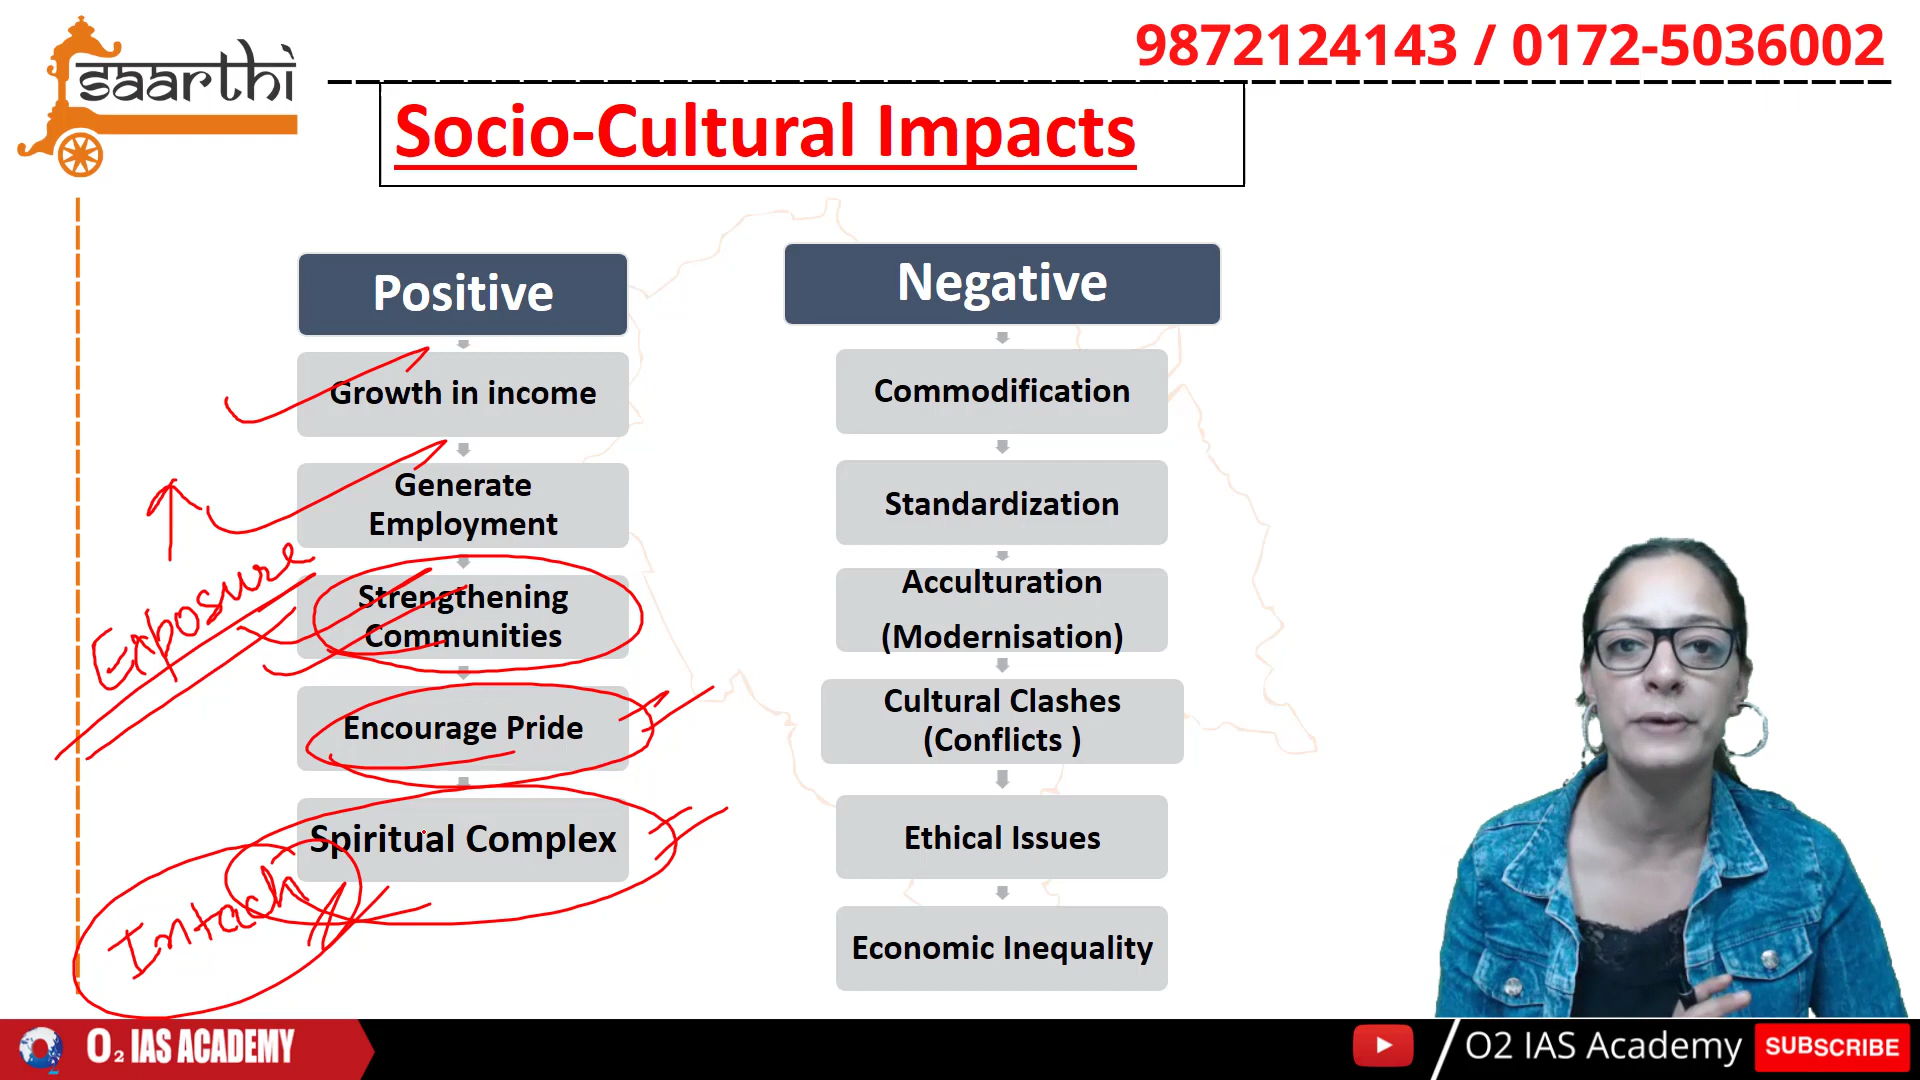 saarthi
9872124143 / 0172-5036002
Socio-Cultural Impacts
Positive
Growth in income
Generate
Employment
Strengthening
Communities
Encourage Pride
Spiritual Complex
Exposure
Intach
Negative
Commodification
Standardization
Acculturation
(Modernisation)
Cultural Clashes
(Conflicts )
Ethical Issues
Economic Inequality
O2 IAS ACADEMY
O2 IAS Academy
SUBSCRIBE